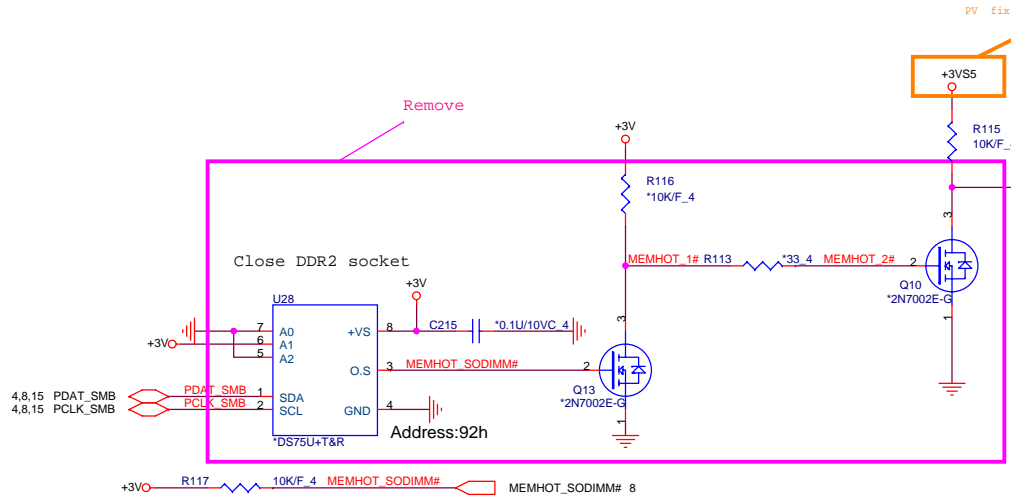 PV fix
+3VS5
Remove
+3V
R115
10K/F_4
R116
*10K/F_4
3
Close DDR2 socket
MEMHOT_1# R113 *33_4 MEMHOT_2# 2
+3V
Q10
*2N7002E-G
U28
7 A0 +VS 8 C215 *0.1U/10VC_4
+3V 6 A1
5 A2
3
1
O.S 3 MEMHOT_SODIMM# 2
Q13
*2N7002E-G
4,8,15 PDAT_SMB PDAT_SMB 1 SDA
4,8,15 PCLK_SMB PCLK_SMB 2 SCL GND 4
1
Address:92h
*DS75U+T&R
+3V R117 10K/F_4 MEMHOT_SODIMM# MEMHOT_SODIMM# 8